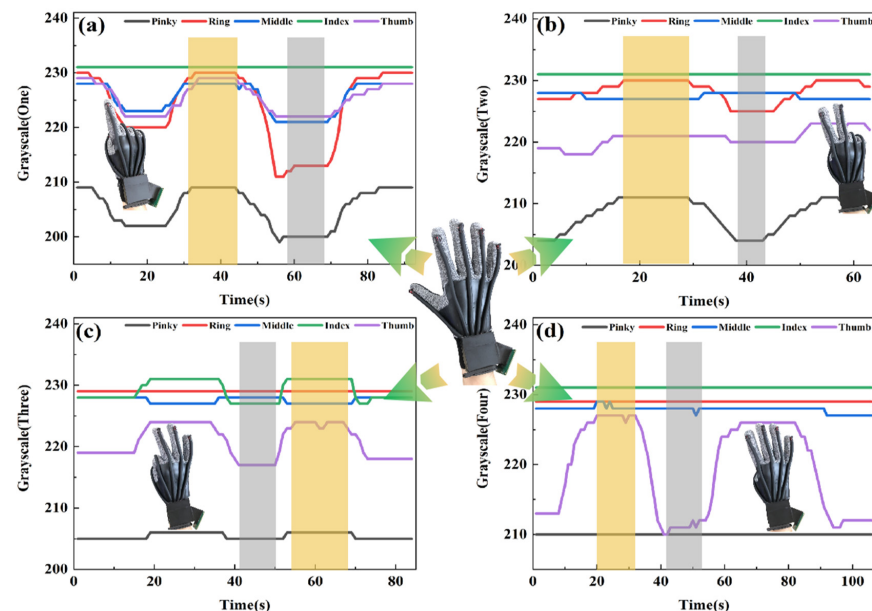 (a)
Pinky Ring Middle Index Thumb
240
230
220
210
200
Grayscale(One)
0 20 40 60 80
Time(s)
(b)
Pinky Ring Middle Index Thumb
240
230
220
210
Grayscale(Two)
0 20 40 60
Time(s)
(c)
Pinky Ring Middle Index Thumb
240
230
220
210
200
Grayscale(Three)
0 20 40 60 80
Time(s)
(d)
Pinky Ring Middle Index Thumb
240
230
220
210
Grayscale(Four)
0 20 40 60 80 100
Time(s)